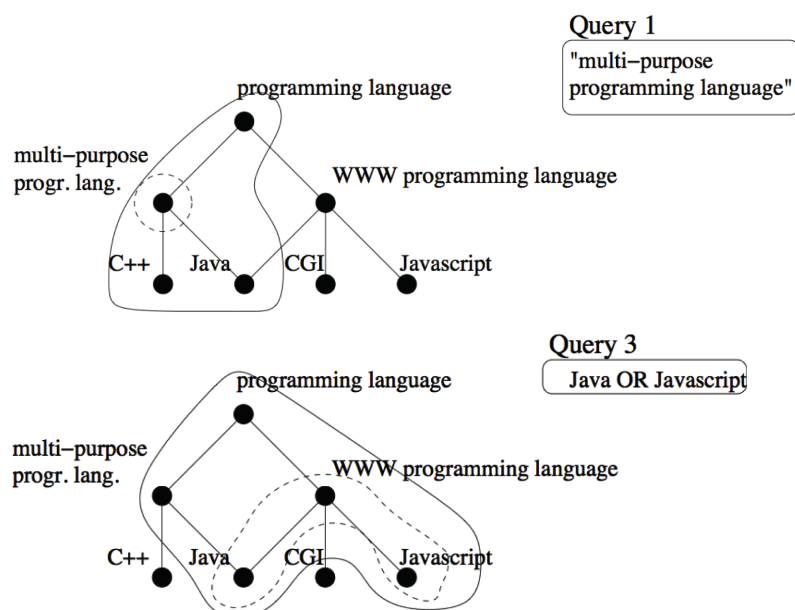 Query 1
"multi−purpose
programming language"
programming language
multi−purpose
progr. lang.
WWW programming language
C++ Java CGI Javascript
Query 3
Java OR Javascript
programming language
multi−purpose
progr. lang.
WWW programming language
C++ Java CGI Javascript